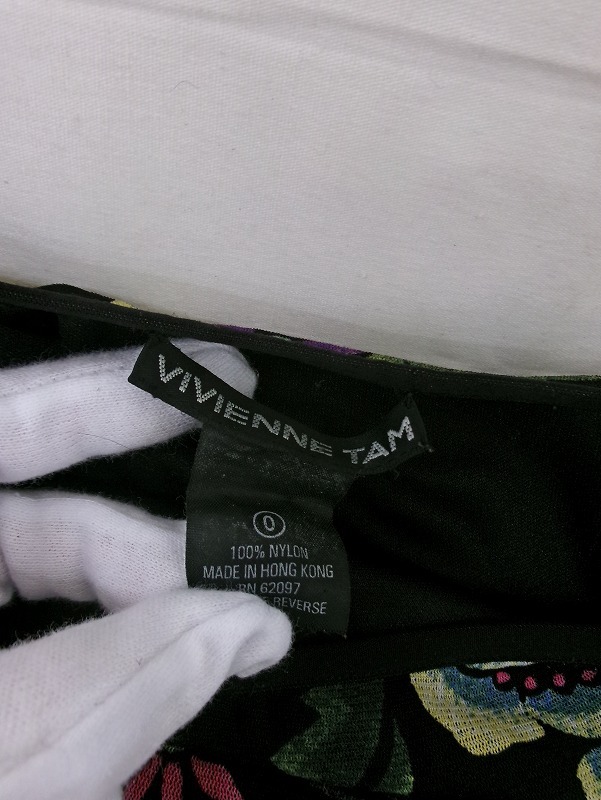 VIVIENNE TAM
0
100% NYLON
MADE IN HONG KONG
RN 62097
REVERSE